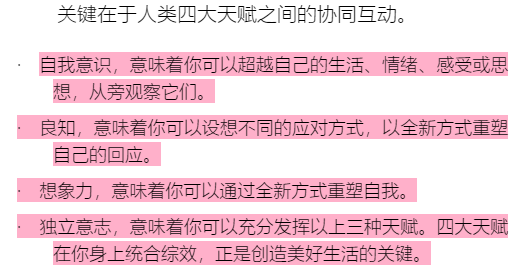 关键在于人类四大天赋之间的协同互动。
· 自我意识，意味着你可以超越自己的生活、情绪、感受或思
想，从旁观察它们。
· 良知，意味着你可以设想不同的应对方式，以全新方式重塑
自己的回应。
· 想象力，意味着你可以通过全新方式重塑自我。
· 独立意志，意味着你可以充分发挥以上三种天赋。四大天赋
在你身上统合综效，正是创造美好生活的关键。